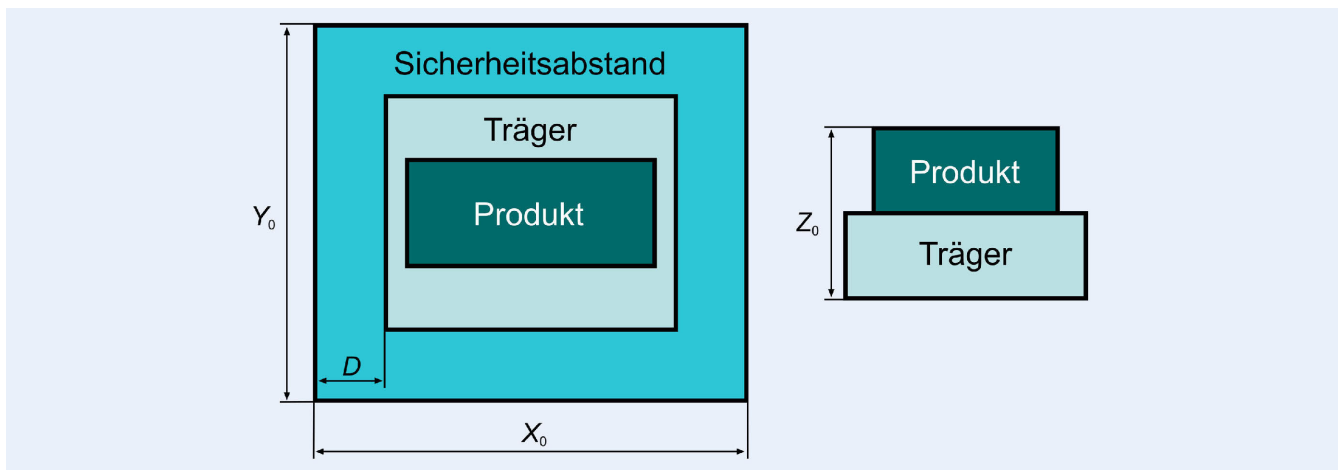 Sicherheitsabstand
Träger
Produkt
Y₀
D
X₀
Produkt
Z₀
Träger